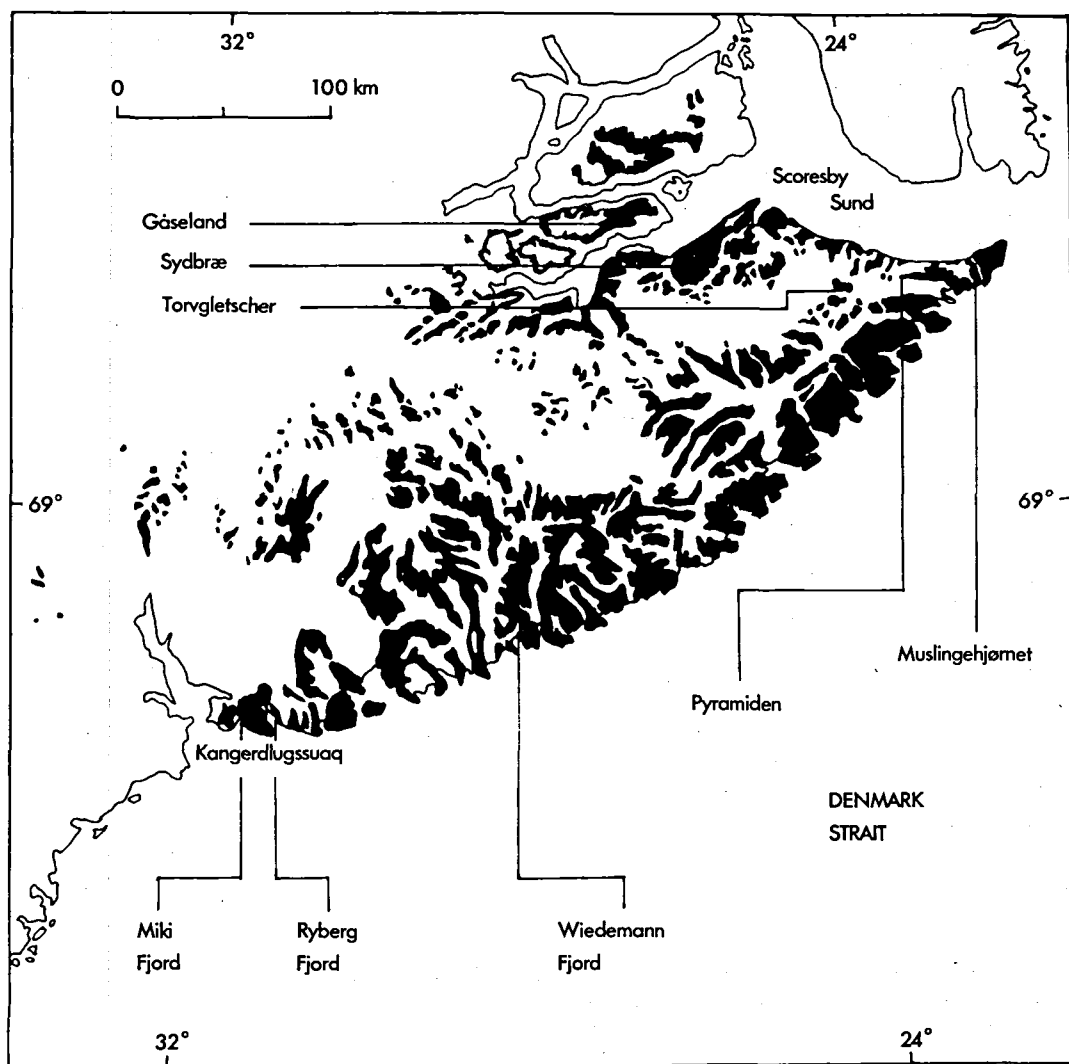 32°
24°
0
100 km
Scoresby
Sund
Gåseland
Sydbræ
Torvgletscher
69°
69°
Muslingehjørnet
Pyramiden
Kangerdlugssuaq
DENMARK
STRAIT
Miki
Fjord
Ryberg
Fjord
Wiedemann
Fjord
32°
24°